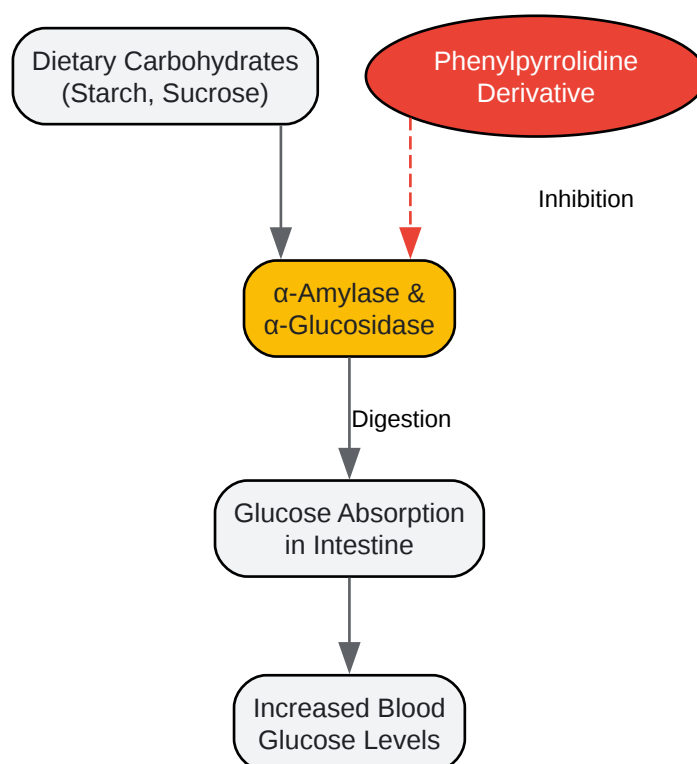 Dietary Carbohydrates
(Starch, Sucrose)
Phenylpyrrolidine
Derivative
Inhibition
α-Amylase &
α-Glucosidase
Digestion
Glucose Absorption
in Intestine
Increased Blood
Glucose Levels